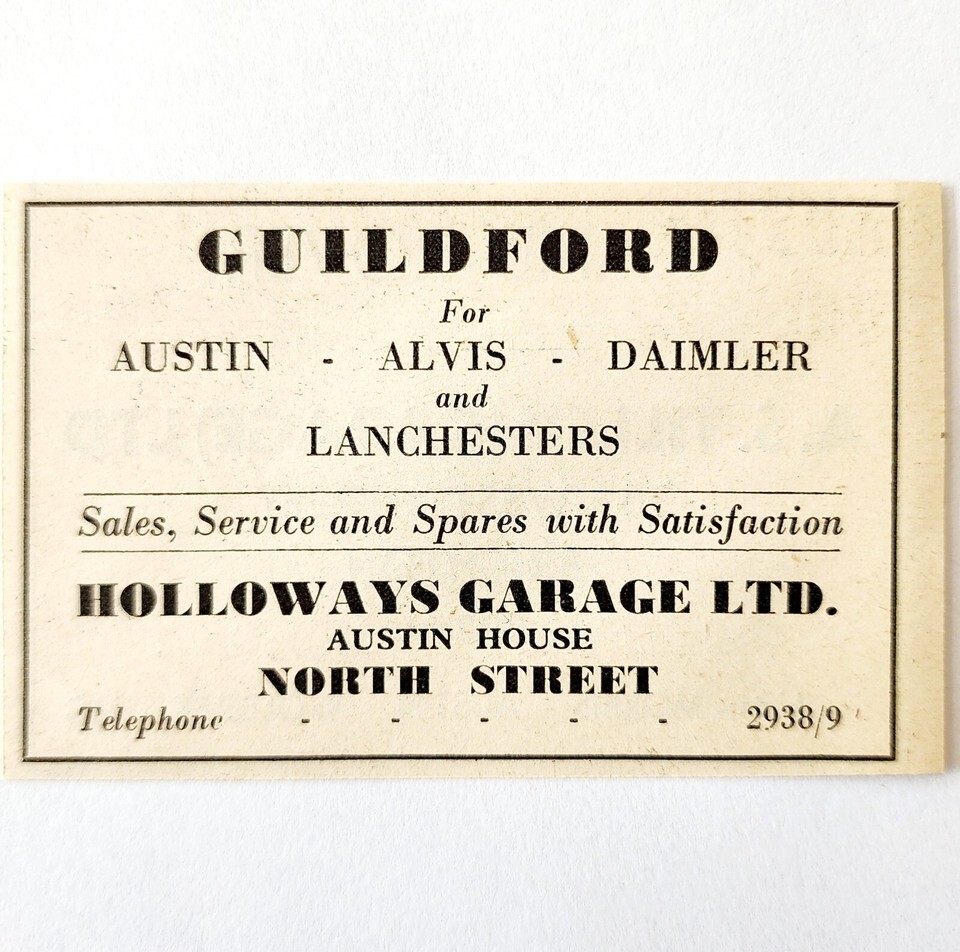 GUILDFORD
For
AUSTIN - ALVIS - DAIMLER
and
LANCHESTERS
Sales, Service and Spares with Satisfaction
HOLLOWAYS GARAGE LTD.
AUSTIN HOUSE
NORTH STREET
Telephone - - - - - 2938/9